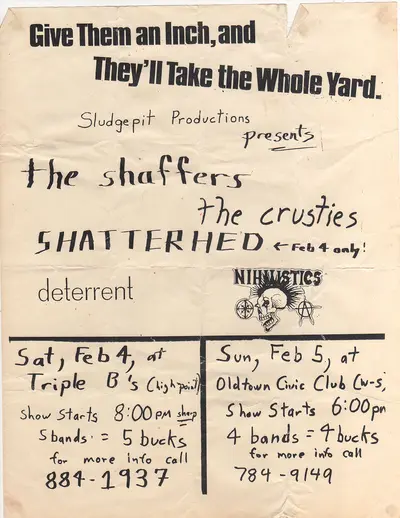 Give Them an Inch, and
They'll Take the Whole Yard.
Sludgepit Productions
presents
the shaffers
the crusties
SHATTERHED ← Feb 4 only!
deterrent
NIHILISTICS
Sat, Feb 4, at
Triple B's (high point)
Show Starts 8:00 PM sharp
5 bands = 5 bucks
for more info call
884-1937
Sun, Feb 5, at
Oldtown Civic Club (w-s)
Show Starts 6:00 pm
4 bands = 4 bucks
for more info call
784-9149